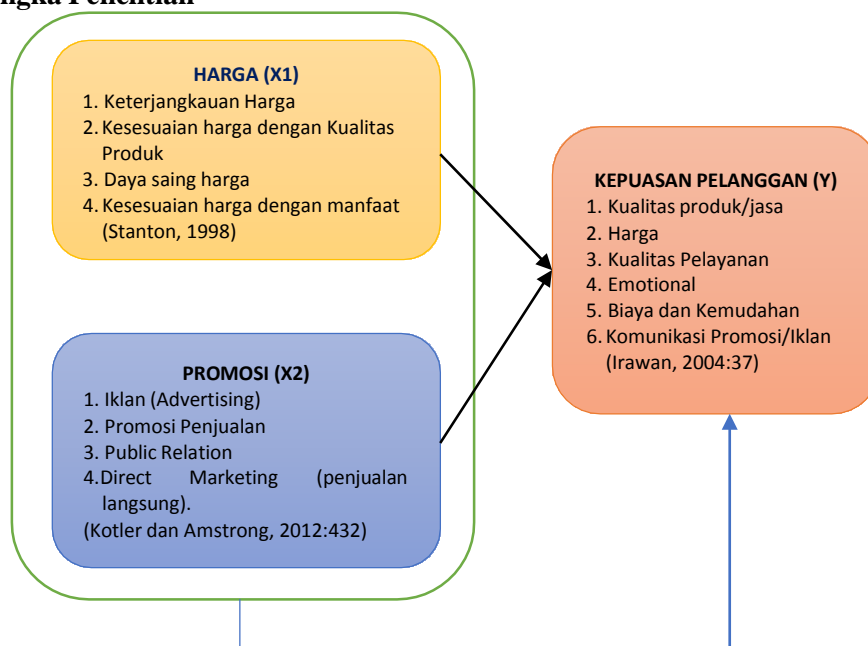 HARGA (X1)
1. Keterjangkauan Harga
2. Kesesuaian harga dengan Kualitas
Produk
3. Daya saing harga
4. Kesesuaian harga dengan manfaat
(Stanton, 1998)
PROMOSI (X2)
1. Iklan (Advertising)
2. Promosi Penjualan
3. Public Relation
4.Direct Marketing (penjualan
langsung).
(Kotler dan Amstrong, 2012:432)
KEPUASAN PELANGGAN (Y)
1. Kualitas produk/jasa
2. Harga
3. Kualitas Pelayanan
4. Emotional
5. Biaya dan Kemudahan
6. Komunikasi Promosi/Iklan
(Irawan, 2004:37)